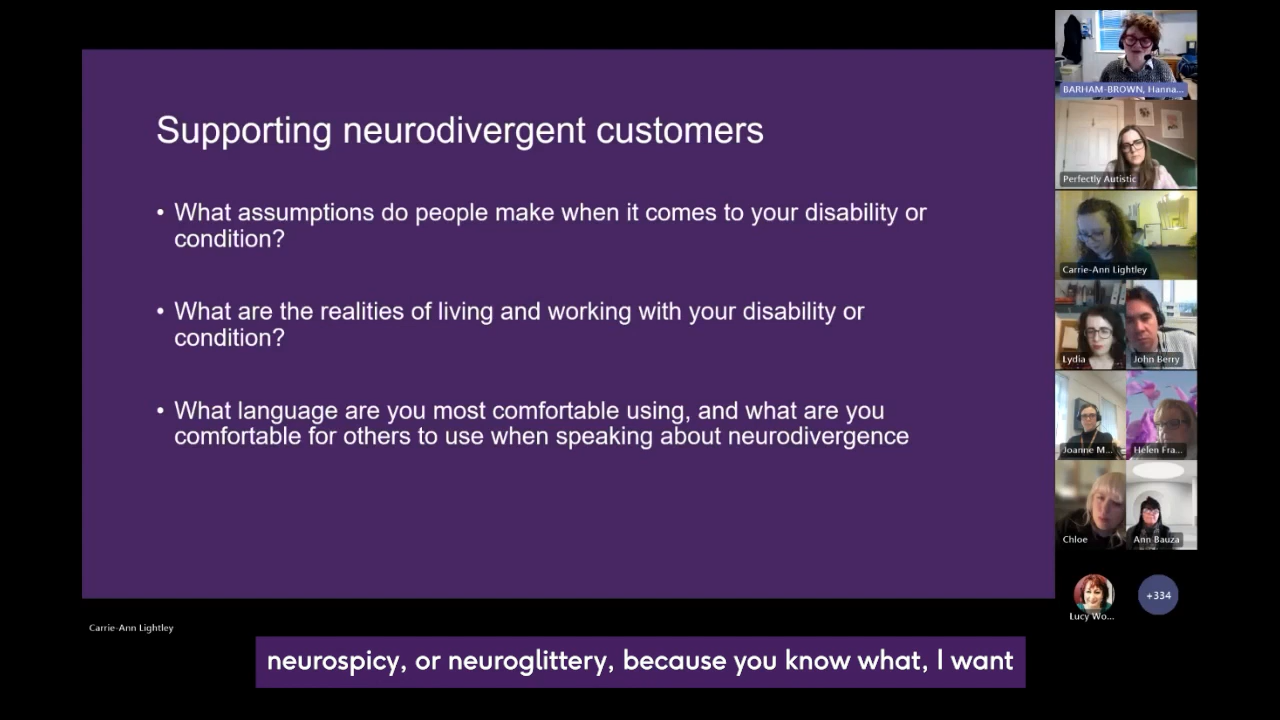 Supporting neurodivergent customers
• What assumptions do people make when it comes to your disability or
condition?
• What are the realities of living and working with your disability or
condition?
• What language are you most comfortable using, and what are you
comfortable for others to use when speaking about neurodivergence
BARHAM-BROWN, Hanna...
Perfectly Autistic
Carrie-Ann Lightley
Lydia
John Berry
Joanne M...
Helen Fra...
Chloe
Ann Bauza
Lucy Wo...
+334
Carrie-Ann Lightley
neurospicy, or neuroglittery, because you know what, I want